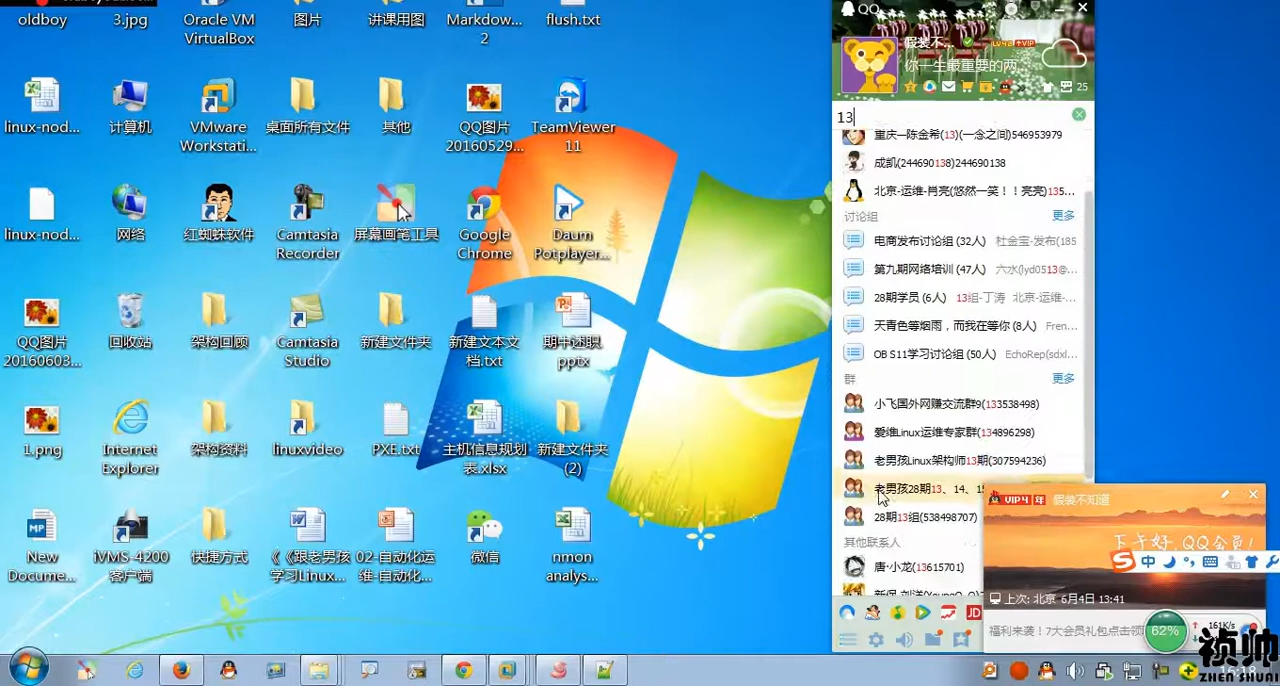 oldboy
3.jpg
Oracle VM
VirtualBox
图片
讲课用图
Markdow...
2
flush.txt
linux-nod...
计算机
VMware
Workstati...
桌面所有文件
其他
QQ图片
20160529...
TeamViewer
11
linux-nod...
网络
红蜘蛛软件
Camtasia
Recorder
屏幕画笔工具
Google
Chrome
Daum
Potplayer...
QQ图片
20160603...
回收站
架构回顾
Camtasia
Studio
新建文件夹
新建文本文
档.txt
期中述职.
pptx
1.png
Internet
Explorer
架构资料
linuxvideo
PXE.txt
主机信息规划
表.xlsx
新建文件夹
(2)
New
Docume...
iVMS-4200
客户端
快捷方式
《《跟老男孩
学习Linux...
02-自动化运
维-自动化...
微信
nmon
analys...
QQ
假装不...
你一生最重要的两...
25
13
重庆—陈金希(13)(一念之间)546953979
成凯(244690138)244690138
北京-运维-肖亮(悠然一笑！！亮亮)135...
讨论组
更多
电商发布讨论组 (32人) 杜金宝-发布(185
第九期网络培训 (47人) 六水(lyd0513@...
28期学员 (6人) 13组-丁涛 北京-运维-...
天青色等烟雨，而我在等你 (8人) Fren...
OB S11学习讨论组 (50人) EchoRep(sdxl...
群
更多
小飞国外网赚交流群9(133538498)
爱维Linux运维专家群(134896298)
老男孩Linux架构师13期(307594236)
老男孩28期13、14、15
28期13组(538498707)
其他联系人
唐·小龙(13615701)
VIP4 年 假装不知道
下午好,QQ会员!
中
上次: 北京 6月4日 13:41
福利来袭！7大会员礼包点击领
62%
161K/s
JD
16:18
祯帅
ZHEN SHUAI